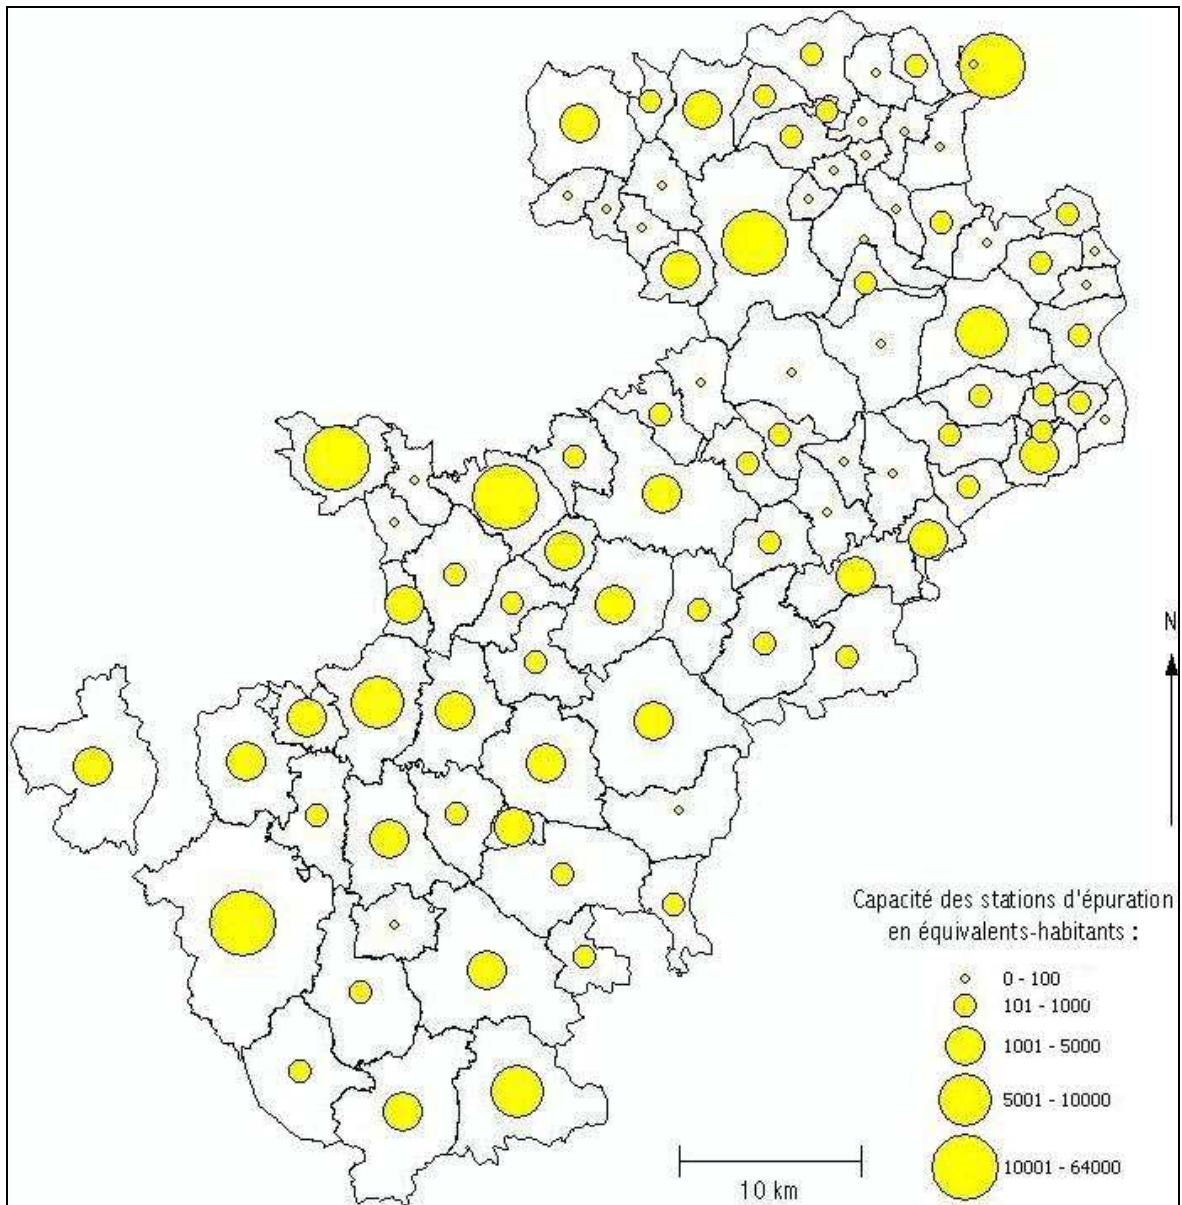 N
Capacité des stations d'épuration
en équivalents-habitants :
0 - 100
101 - 1000
1001 - 5000
5001 - 10000
10001 - 64000
10 km